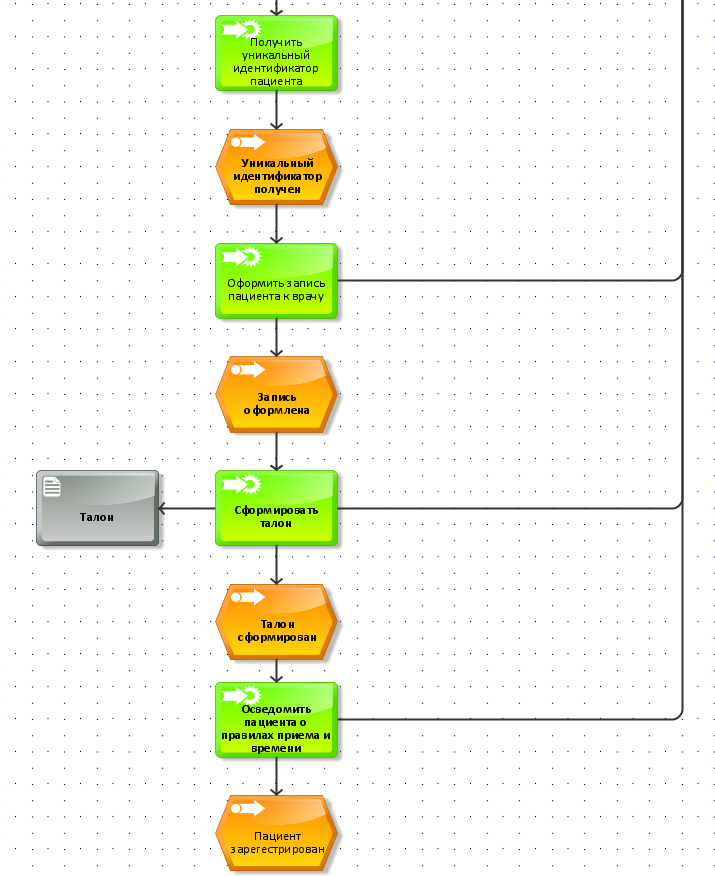 Получить
уникальный
идентификатор
пациента
Уникальный
идентификатор
получен
Оформить запись
пациента к врачу
Запись
оформлена
Талон
Сформировать
талон
Талон
сформирован
Осведомить
пациента о
правилах приема и
времени
Пациент
зарегестрирован